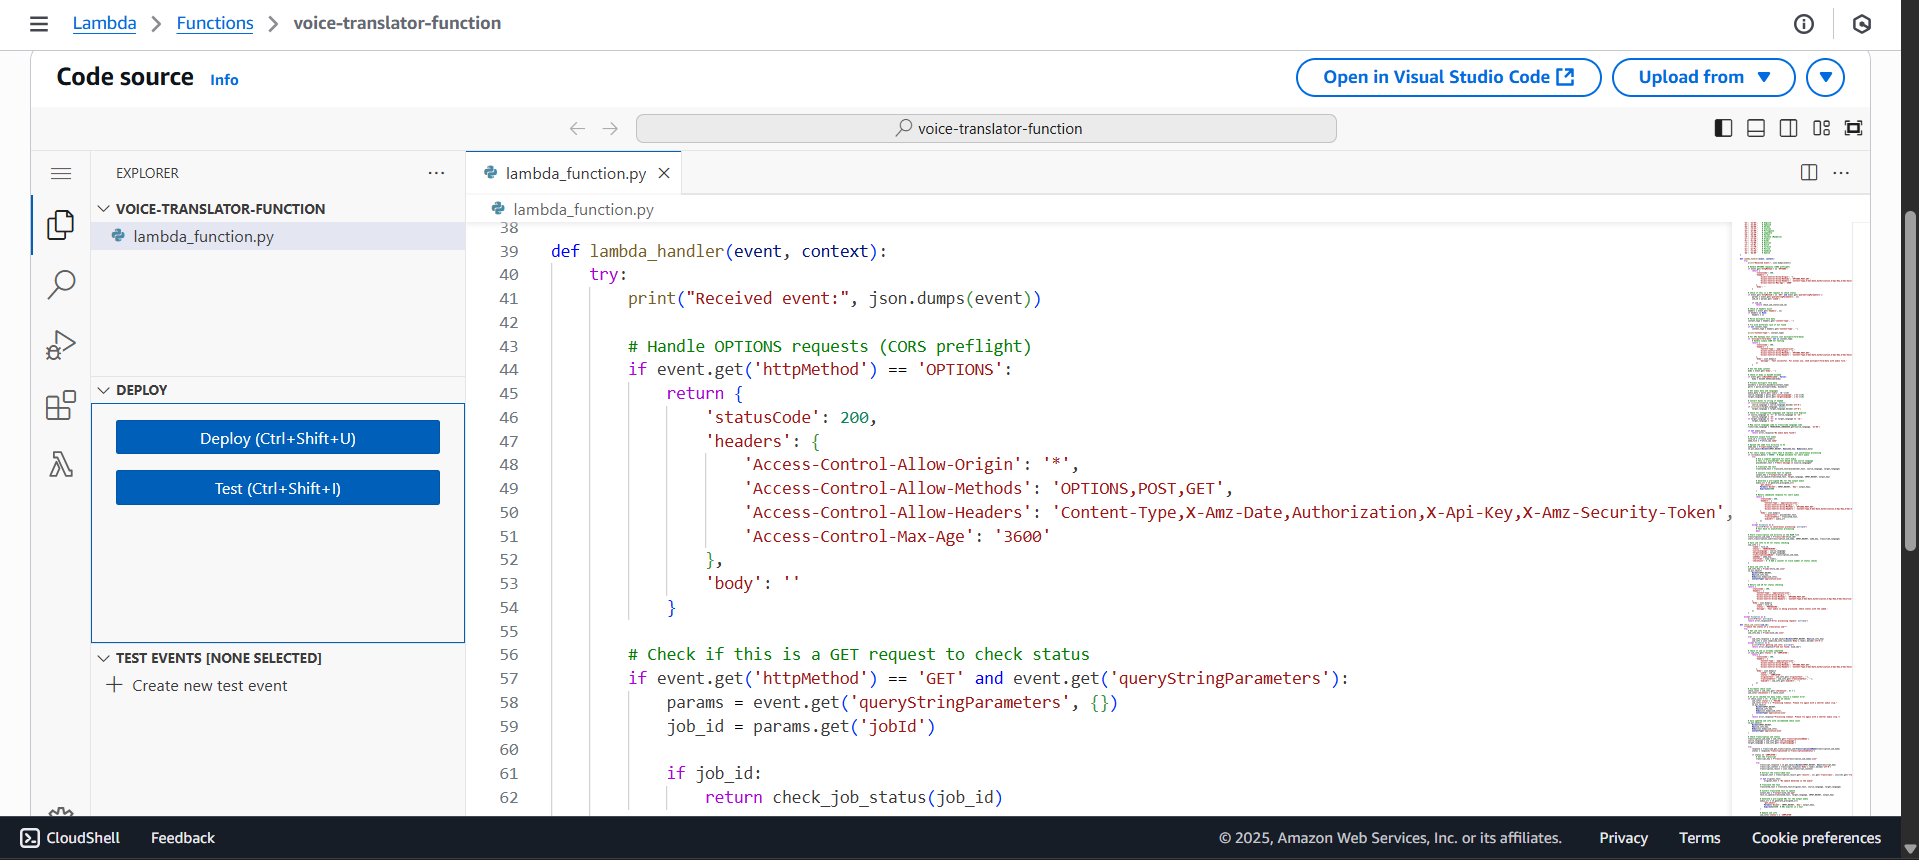 Lambda > Functions > voice-translator-function
Code source Info
Open in Visual Studio Code
Upload from
voice-translator-function
EXPLORER
VOICE-TRANSLATOR-FUNCTION
lambda_function.py
DEPLOY
Deploy (Ctrl+Shift+U)
Test (Ctrl+Shift+I)
TEST EVENTS [NONE SELECTED]
Create new test event
lambda_function.py
lambda_function.py
38
39 def lambda_handler(event, context):
40     try:
41         print("Received event:", json.dumps(event))
42
43         # Handle OPTIONS requests (CORS preflight)
44         if event.get('httpMethod') == 'OPTIONS':
45             return {
46                 'statusCode': 200,
47                 'headers': {
48                     'Access-Control-Allow-Origin': '*',
49                     'Access-Control-Allow-Methods': 'OPTIONS,POST,GET',
50                     'Access-Control-Allow-Headers': 'Content-Type,X-Amz-Date,Authorization,X-Api-Key,X-Amz-Security-Token',
51                     'Access-Control-Max-Age': '3600'
52                 },
53                 'body': ''
54             }
55
56         # Check if this is a GET request to check status
57         if event.get('httpMethod') == 'GET' and event.get('queryStringParameters'):
58             params = event.get('queryStringParameters', {})
59             job_id = params.get('jobId')
60
61             if job_id:
62                 return check_job_status(job_id)
CloudShell
Feedback
© 2025, Amazon Web Services, Inc. or its affiliates.
Privacy
Terms
Cookie preferences